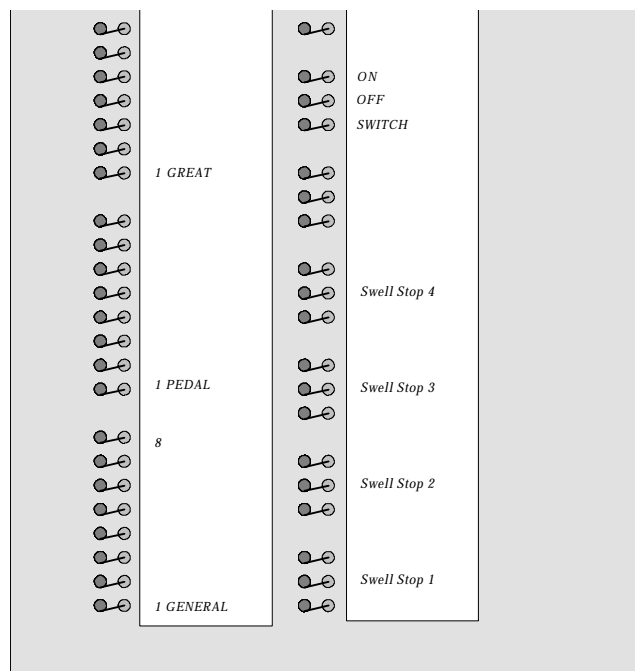 1 GREAT
1 PEDAL
8
1 GENERAL
ON
OFF
SWITCH
Swell Stop 4
Swell Stop 3
Swell Stop 2
Swell Stop 1